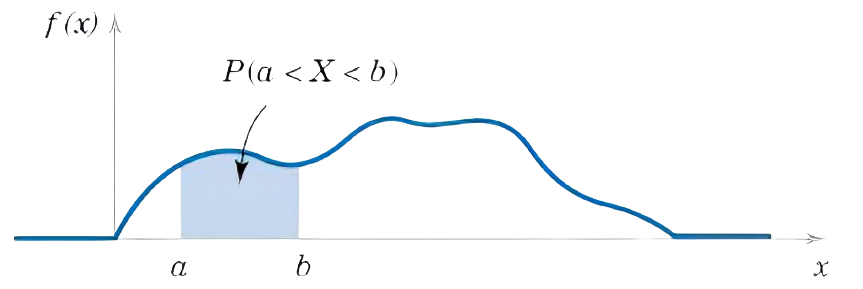 f(x)
P(a < X < b)
a
b
x